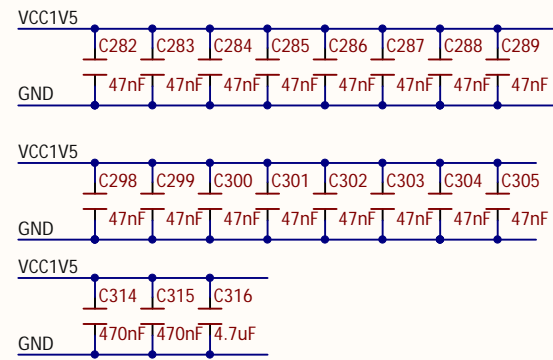 VCC1V5
C282 C283 C284 C285 C286 C287 C288 C289
47nF 47nF 47nF 47nF 47nF 47nF 47nF 47nF
GND
VCC1V5
C298 C299 C300 C301 C302 C303 C304 C305
47nF 47nF 47nF 47nF 47nF 47nF 47nF 47nF
GND
VCC1V5
C314 C315 C316
470nF 470nF 4.7uF
GND